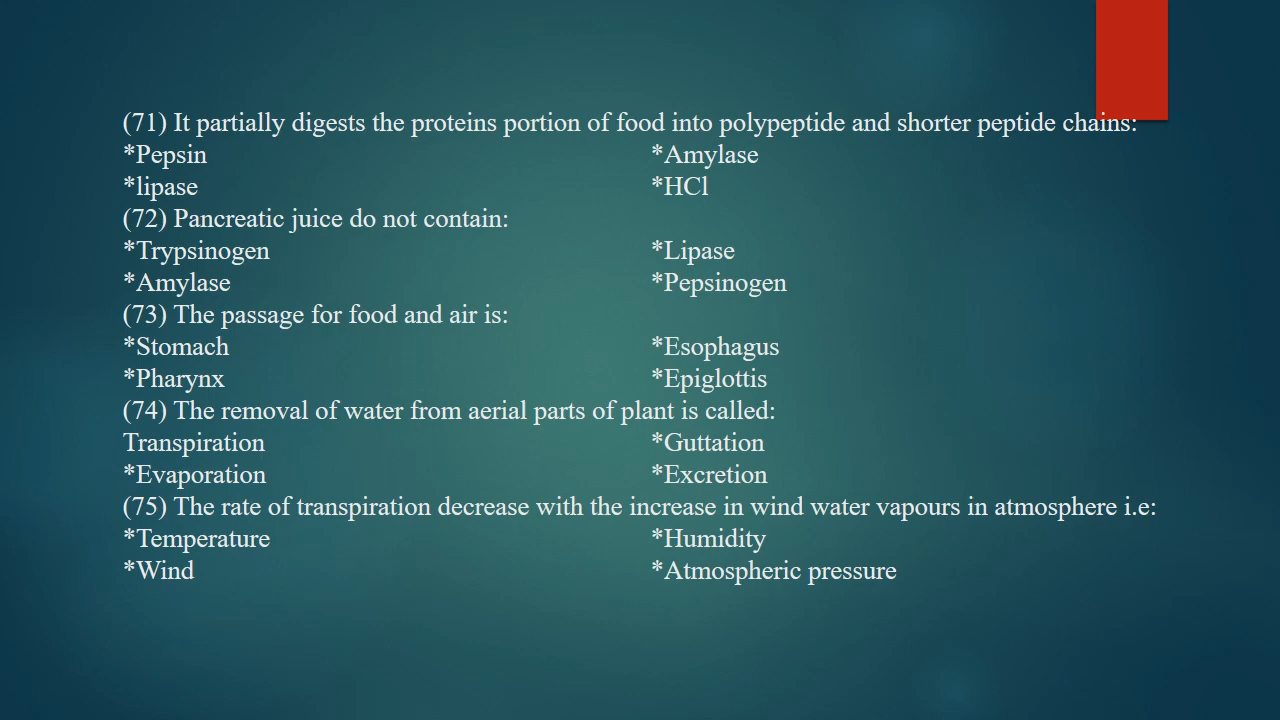 (71) It partially digests the proteins portion of food into polypeptide and shorter peptide chains:
*Pepsin *Amylase
*lipase *HCl
(72) Pancreatic juice do not contain:
*Trypsinogen *Lipase
*Amylase *Pepsinogen
(73) The passage for food and air is:
*Stomach *Esophagus
*Pharynx *Epiglottis
(74) The removal of water from aerial parts of plant is called:
Transpiration *Guttation
*Evaporation *Excretion
(75) The rate of transpiration decrease with the increase in wind water vapours in atmosphere i.e:
*Temperature *Humidity
*Wind *Atmospheric pressure